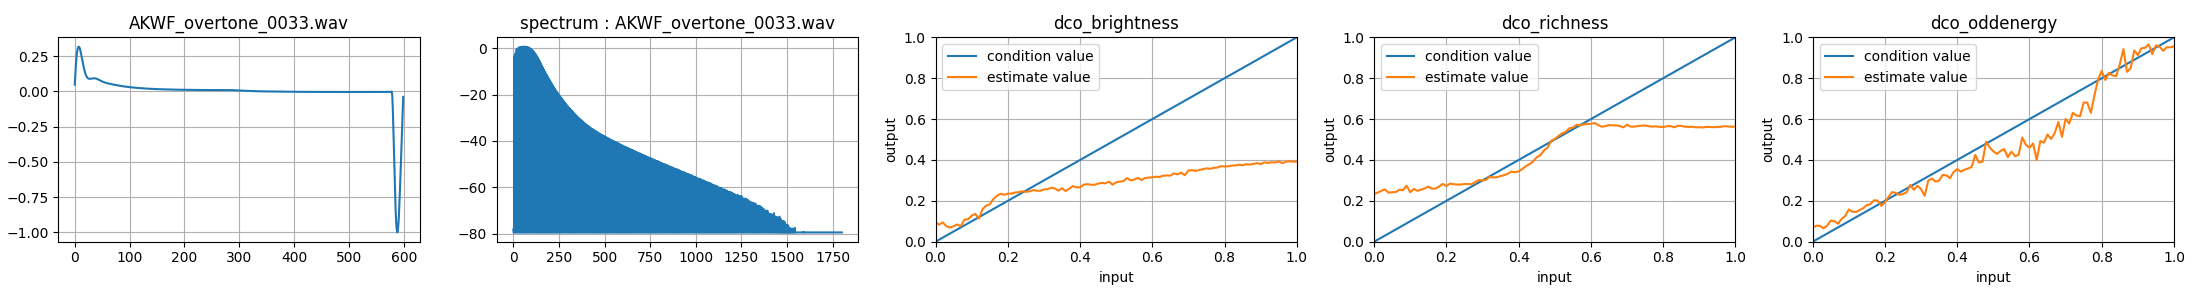 AKWF_overtone_0033.wav
0.25
0.00
−0.25
−0.50
−0.75
−1.00
0 100 200 300 400 500 600
spectrum : AKWF_overtone_0033.wav
0
−20
−40
−60
−80
0 250 500 750 1000 1250 1500 1750
dco_brightness
condition value
estimate value
output
1.0
0.8
0.6
0.4
0.2
0.0
0.0 0.2 0.4 0.6 0.8 1.0
input
dco_richness
condition value
estimate value
output
1.0
0.8
0.6
0.4
0.2
0.0
0.0 0.2 0.4 0.6 0.8 1.0
input
dco_oddenergy
condition value
estimate value
output
1.0
0.8
0.6
0.4
0.2
0.0
0.0 0.2 0.4 0.6 0.8 1.0
input